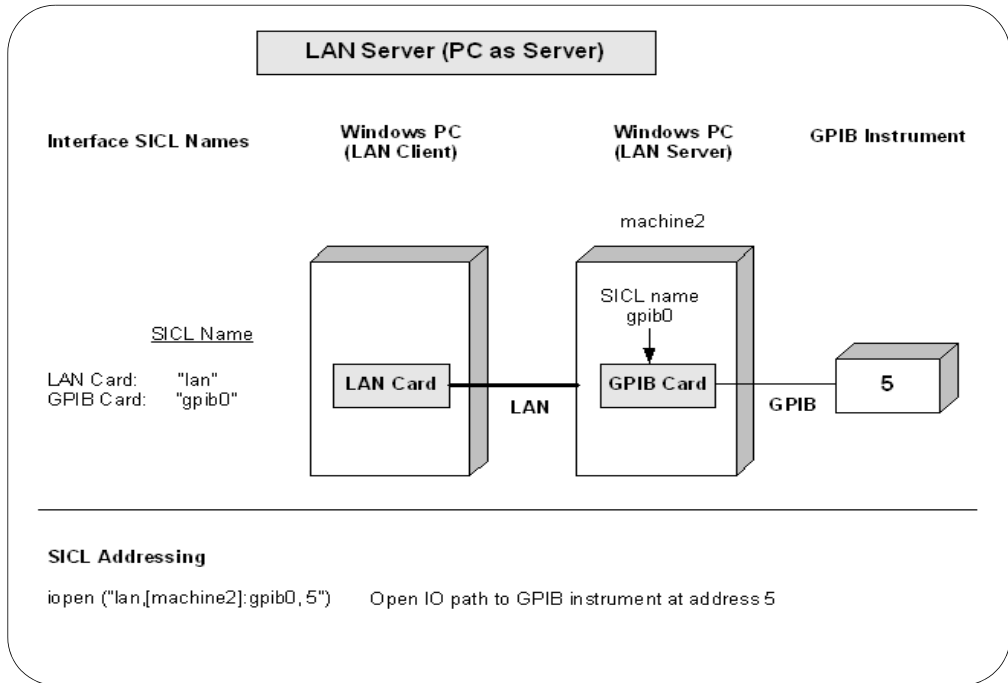 LAN Server (PC as Server)
Interface SICL Names
Windows PC
(LAN Client)
Windows PC
(LAN Server)
GPIB Instrument
machine2
SICL name
gpib0
SICL Name
LAN Card: "lan"
GPIB Card: "gpib0"
LAN Card
LAN
GPIB Card
GPIB
5
SICL Addressing
iopen ("lan,[machine2]:gpib0, 5") Open IO path to GPIB instrument at address 5